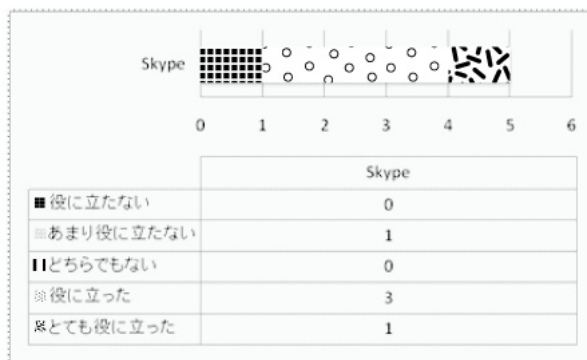 Skype
0 1 2 3 4 5 6
Skype
役に立たない 0
あまり役に立たない 1
どちらでもない 0
役に立った 3
とても役に立った 1